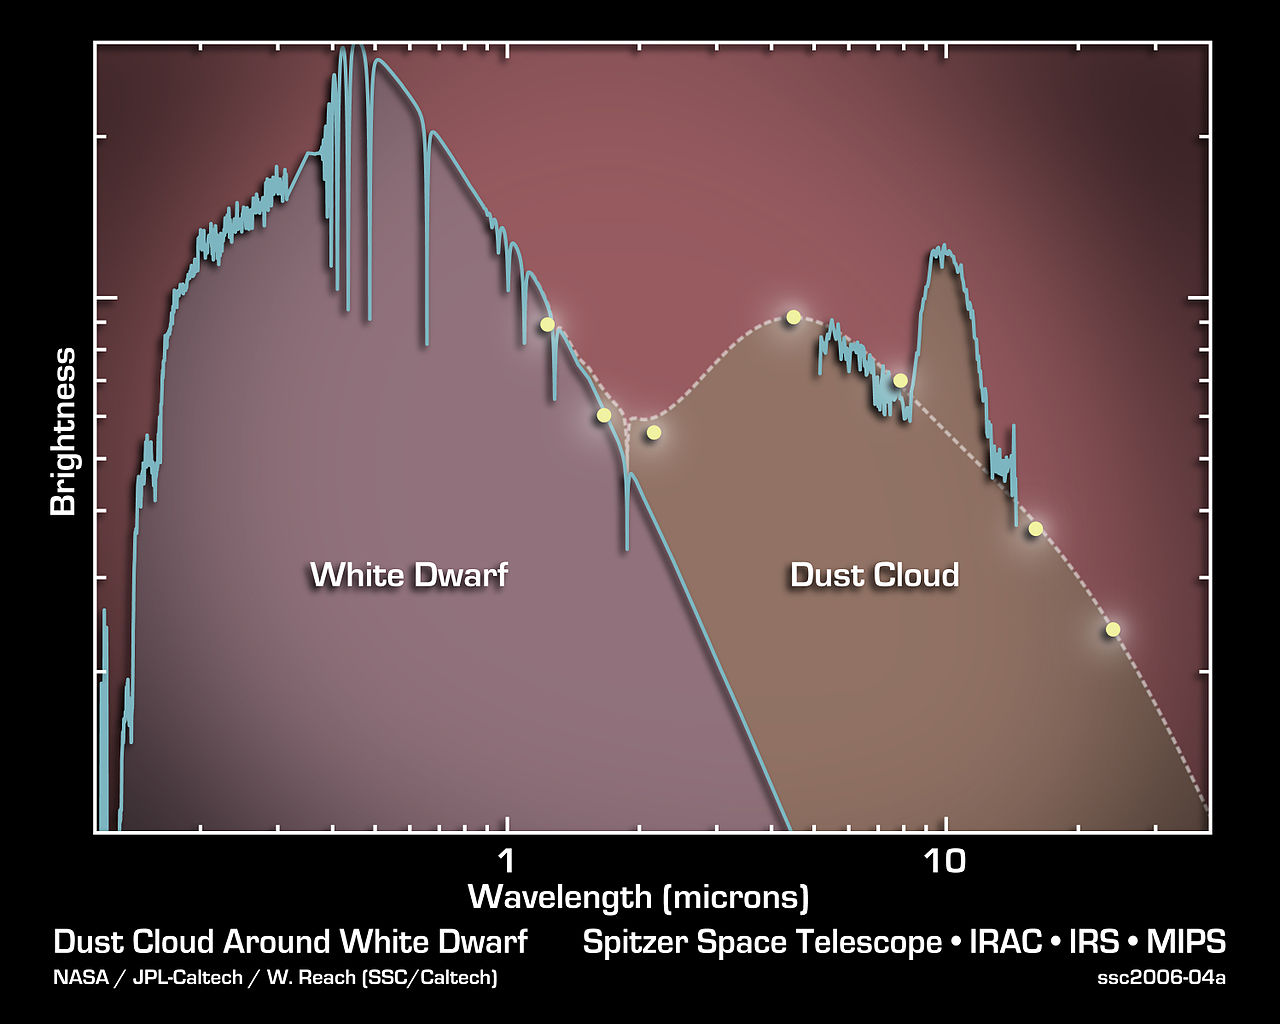 Brightness
White Dwarf
Dust Cloud
1 10
Wavelength (microns)
Dust Cloud Around White Dwarf
Spitzer Space Telescope • IRAC • IRS • MIPS
NASA / JPL-Caltech / W. Reach (SSC/Caltech)
ssc2006-04a